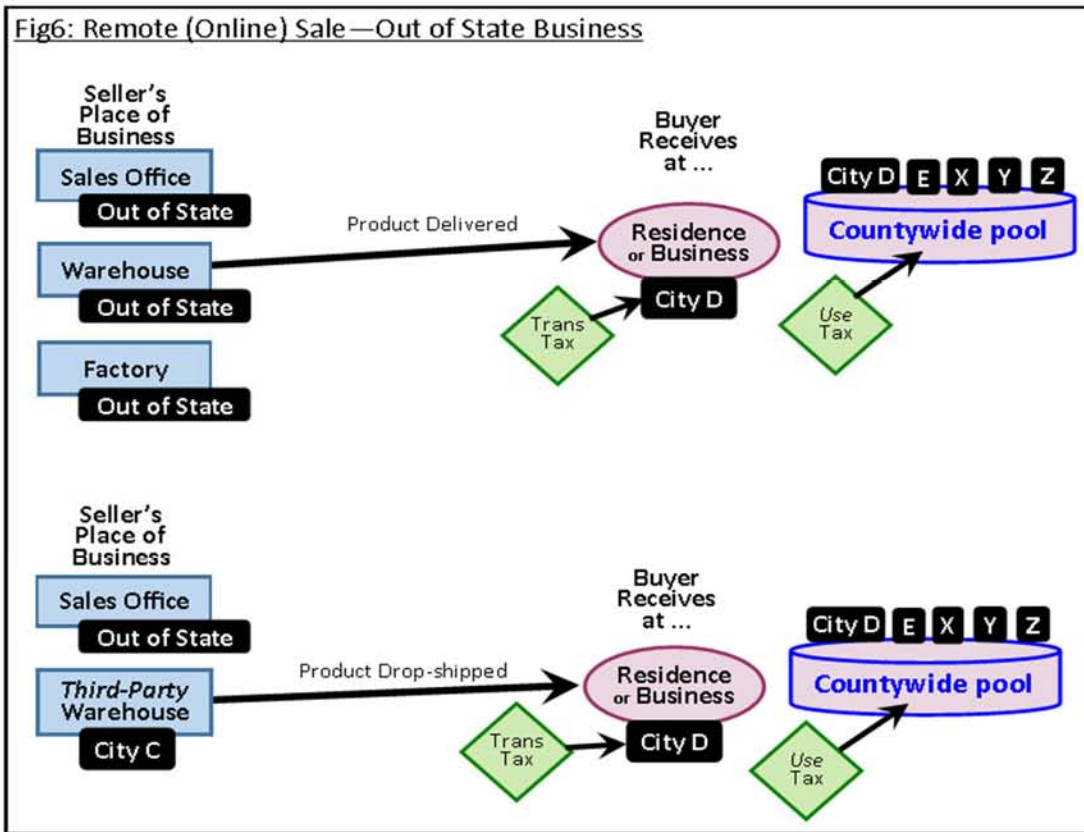 Fig6: Remote (Online) Sale—Out of State Business
Seller's
Place of
Business
Sales Office
Out of State
Warehouse
Out of State
Factory
Out of State
Product Delivered
Buyer
Receives
at ...
Residence
or Business
City D
Trans
Tax
City D E X Y Z
Countywide pool
Use
Tax
Seller's
Place of
Business
Sales Office
Out of State
Third-Party
Warehouse
City C
Product Drop-shipped
Buyer
Receives
at ...
Residence
or Business
City D
Trans
Tax
City D E X Y Z
Countywide pool
Use
Tax